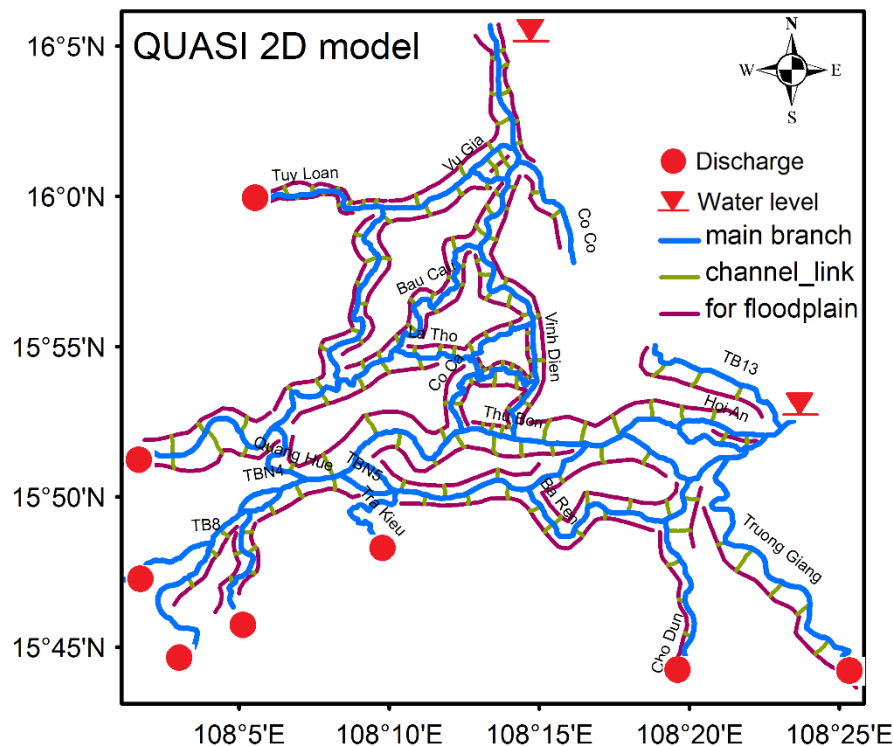 QUASI 2D model
N
W
E
S
16°5'N
16°0'N
15°55'N
15°50'N
15°45'N
Discharge
Water level
main branch
channel_link
for floodplain
Tuy Loan
Vu Gia
Co Co
Bau Cau
La Tho
Co Ca
Vinh Dien
Thu Bon
TB13
Hoi An
Quang Hue
TBN4
TBN5
Tra Kieu
TB8
Ba Ren
Truong Giang
Cho Dun
108°5'E
108°10'E
108°15'E
108°20'E
108°25'E